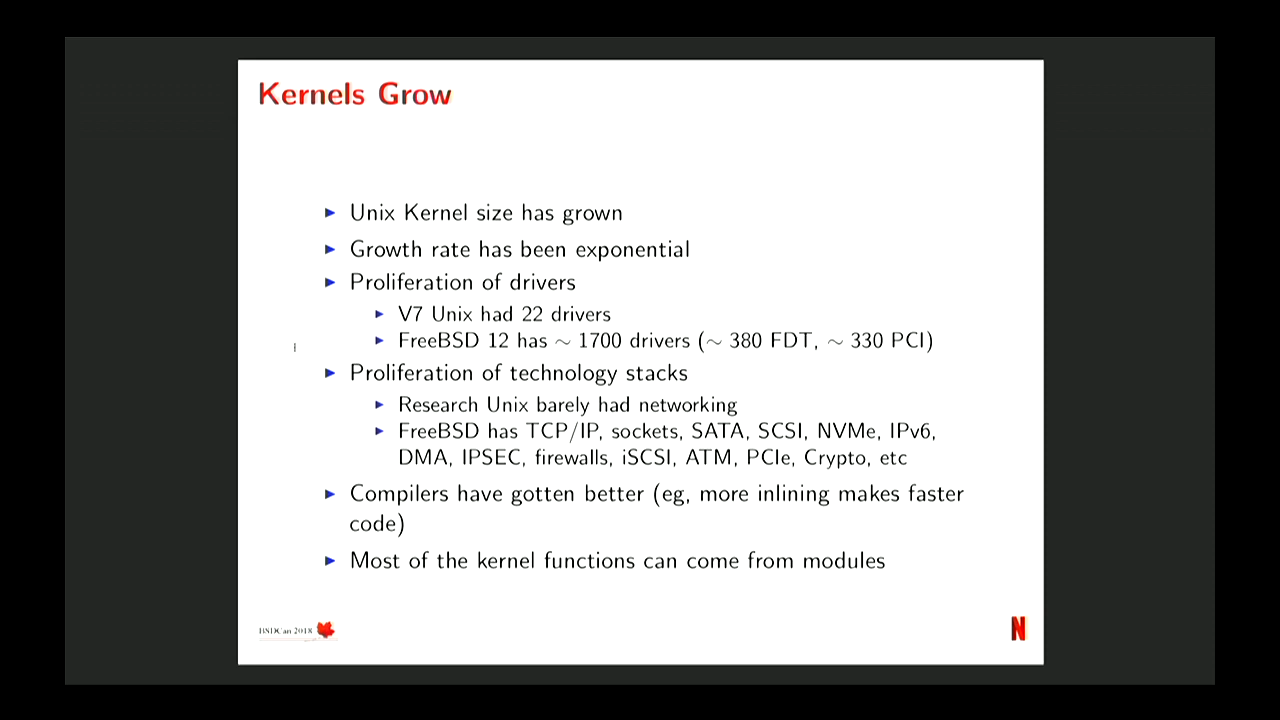 Kernels Grow
Unix Kernel size has grown
Growth rate has been exponential
Proliferation of drivers
V7 Unix had 22 drivers
FreeBSD 12 has ~ 1700 drivers (~ 380 FDT, ~ 330 PCI)
Proliferation of technology stacks
Research Unix barely had networking
FreeBSD has TCP/IP, sockets, SATA, SCSI, NVMe, IPv6,
DMA, IPSEC, firewalls, iSCSI, ATM, PCIe, Crypto, etc
Compilers have gotten better (eg, more inlining makes faster
code)
Most of the kernel functions can come from modules
BSDCan 2018
N